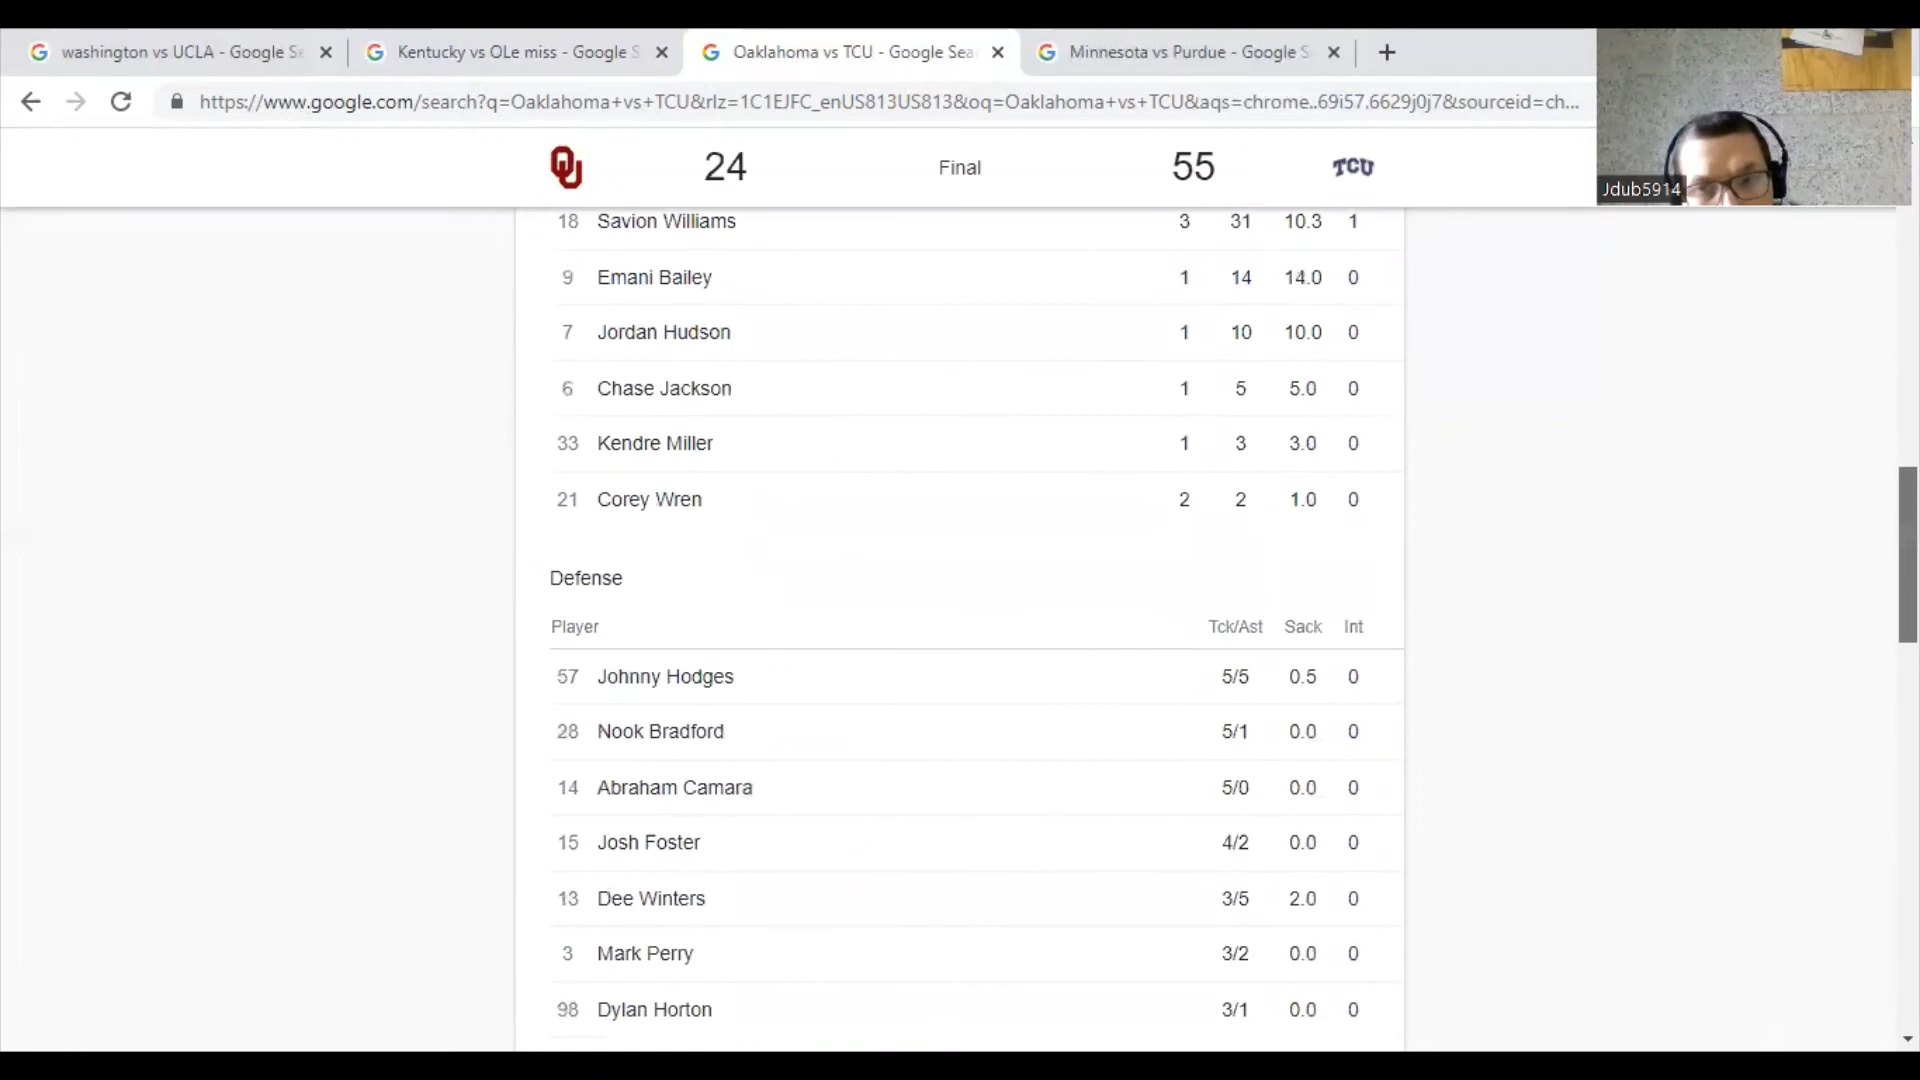 washington vs UCLA - Google Se
Kentucky vs OLe miss - Google S
Oaklahoma vs TCU - Google Sea
Minnesota vs Purdue - Google S
https://www.google.com/search?q=Oaklahoma+vs+TCU&rlz=1C1EJFC_enUS813US813&oq=Oaklahoma+vs+TCU&aqs=chrome..69i57.6629j0j7&sourceid=ch...
OU 24 Final 55 TCU
Jdub5914
18 Savion Williams 3 31 10.3 1
9 Emani Bailey 1 14 14.0 0
7 Jordan Hudson 1 10 10.0 0
6 Chase Jackson 1 5 5.0 0
33 Kendre Miller 1 3 3.0 0
21 Corey Wren 2 2 1.0 0
Defense
Player Tck/Ast Sack Int
57 Johnny Hodges 5/5 0.5 0
28 Nook Bradford 5/1 0.0 0
14 Abraham Camara 5/0 0.0 0
15 Josh Foster 4/2 0.0 0
13 Dee Winters 3/5 2.0 0
3 Mark Perry 3/2 0.0 0
98 Dylan Horton 3/1 0.0 0